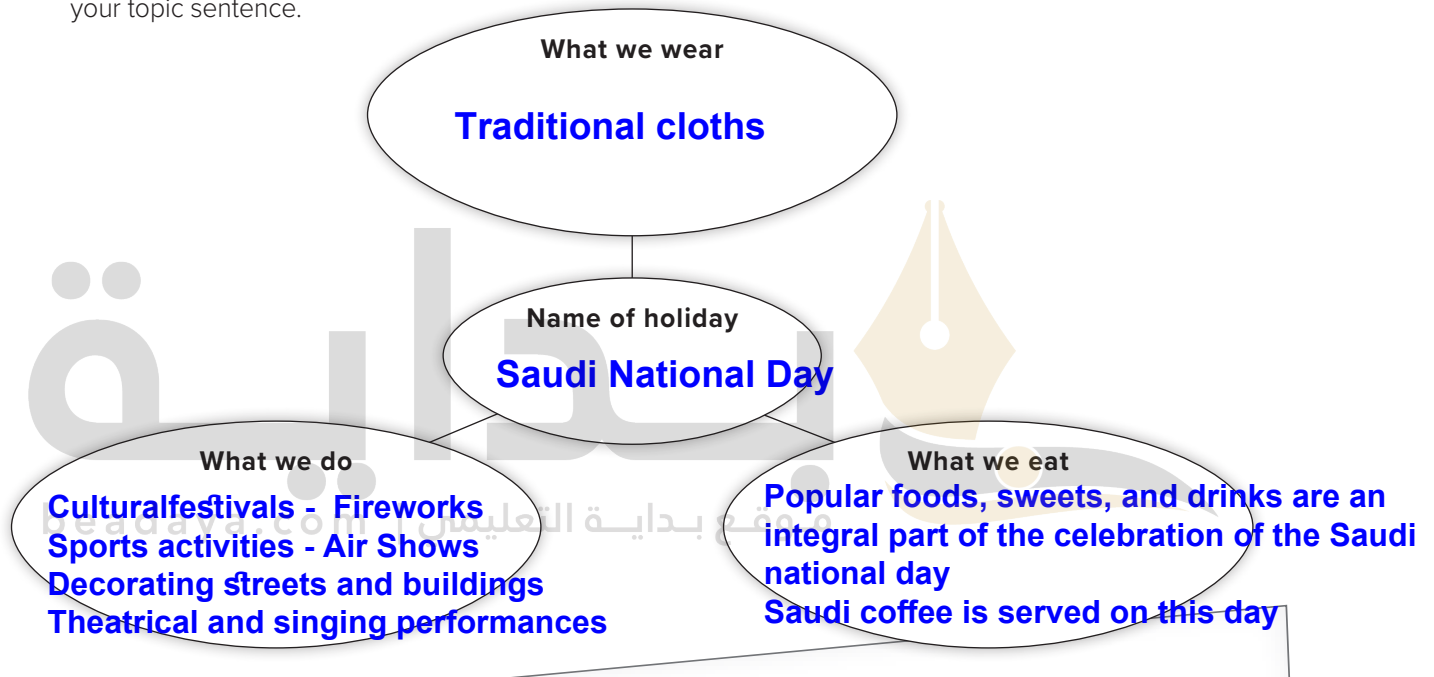 your topic sentence.
What we wear
Traditional cloths
Name of holiday
Saudi National Day
What we do
Culturalfestivals - Fireworks
Sports activities - Air Shows
Decorating streets and buildings
Theatrical and singing performances
What we eat
Popular foods, sweets, and drinks are an
integral part of the celebration of the Saudi
national day
Saudi coffee is served on this day
بداية
beadaya.com | موقع بداية التعليمي